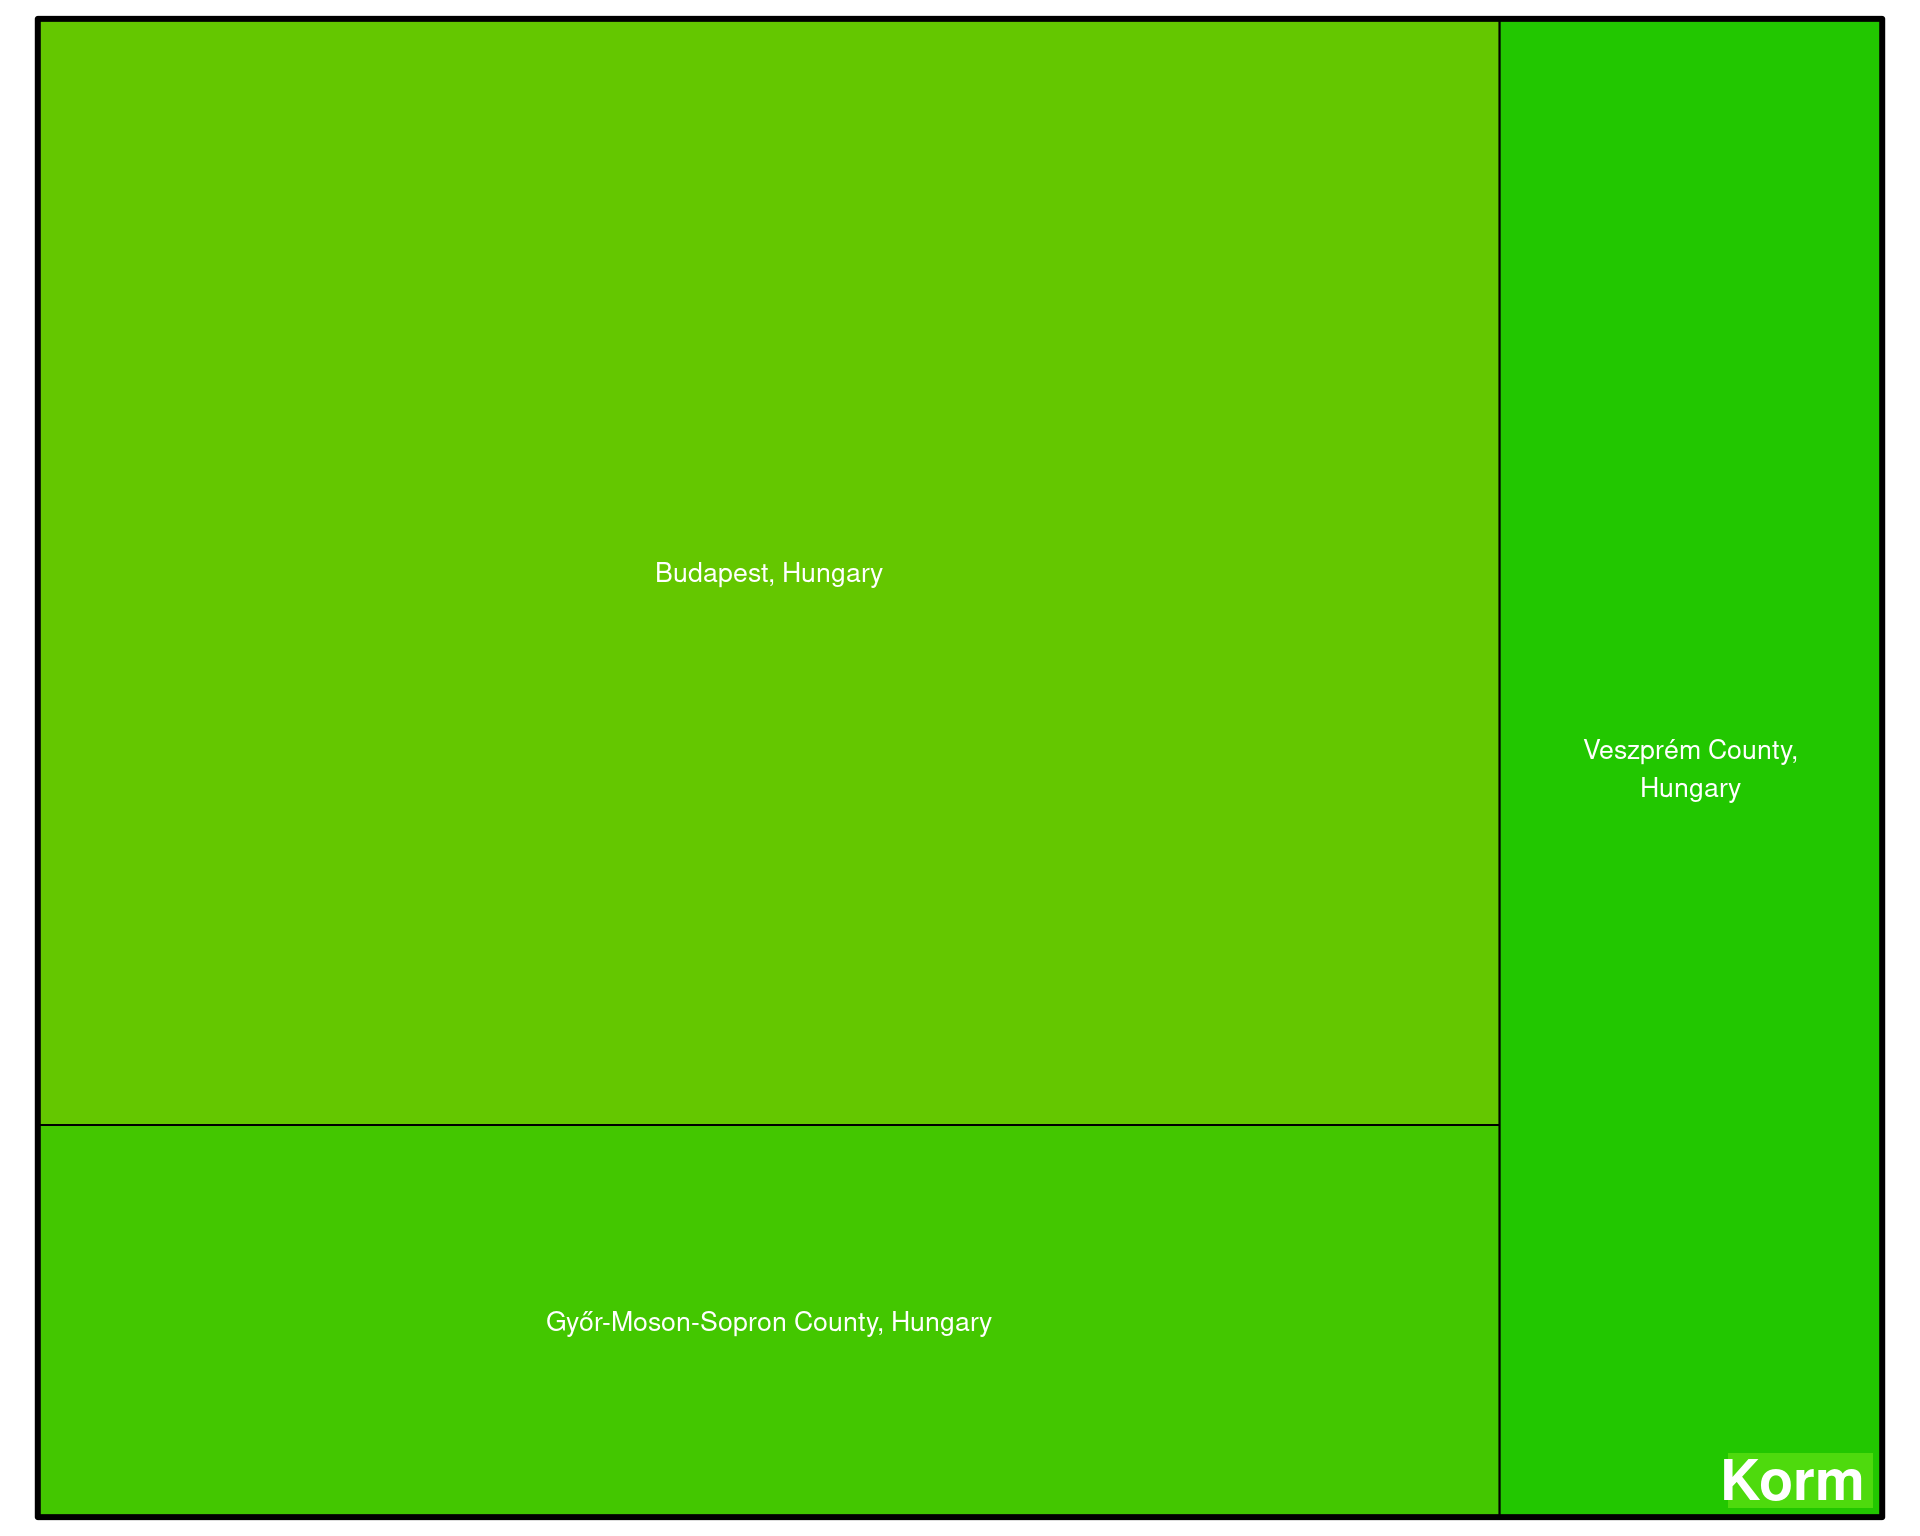 Budapest, Hungary
Veszprém County,
Hungary
Győr-Moson-Sopron County, Hungary
Korm